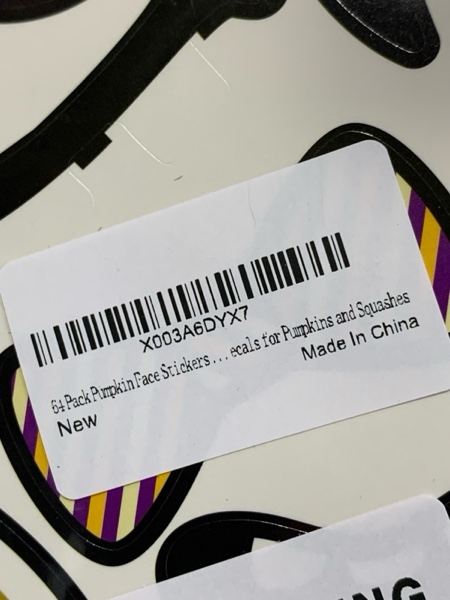 X003A6DYX7
64 Pack Pumpkin Face Stickers...ecals for Pumpkins and Squashes
New
Made In China